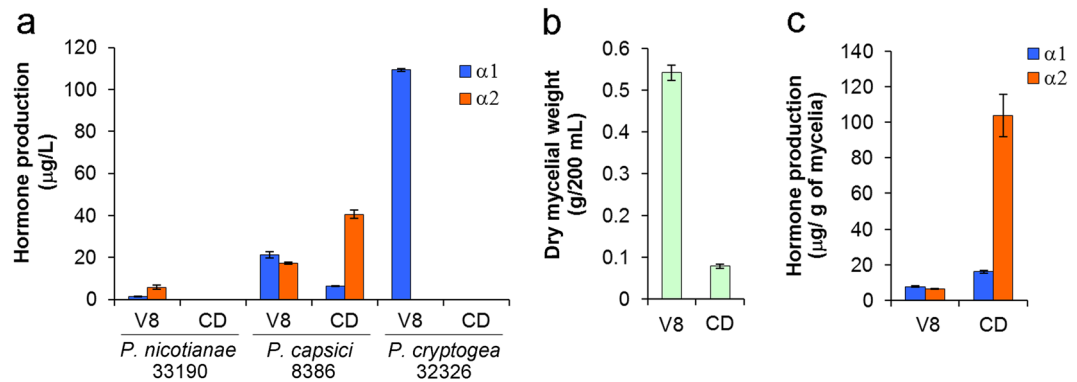 a
Hormone production
(µg/L)
120
100
80
60
40
20
0
α1
α2
V8 CD V8 CD V8 CD
P. nicotianae P. capsici P. cryptogea
33190 8386 32326
b
Dry mycelial weight
(g/200 mL)
0.6
0.5
0.4
0.3
0.2
0.1
0
V8 CD
c
Hormone production
(µg/ g of mycelia)
140
120
100
80
60
40
20
0
α1
α2
V8 CD